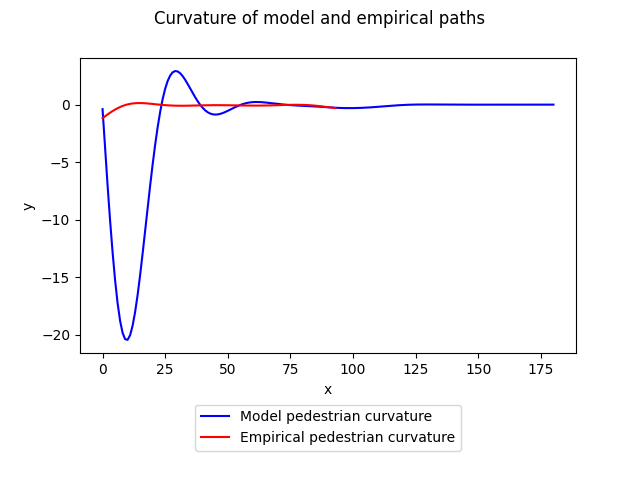 Curvature of model and empirical paths
0
−5
−10
−15
−20
y
0 25 50 75 100 125 150 175
x
Model pedestrian curvature
Empirical pedestrian curvature